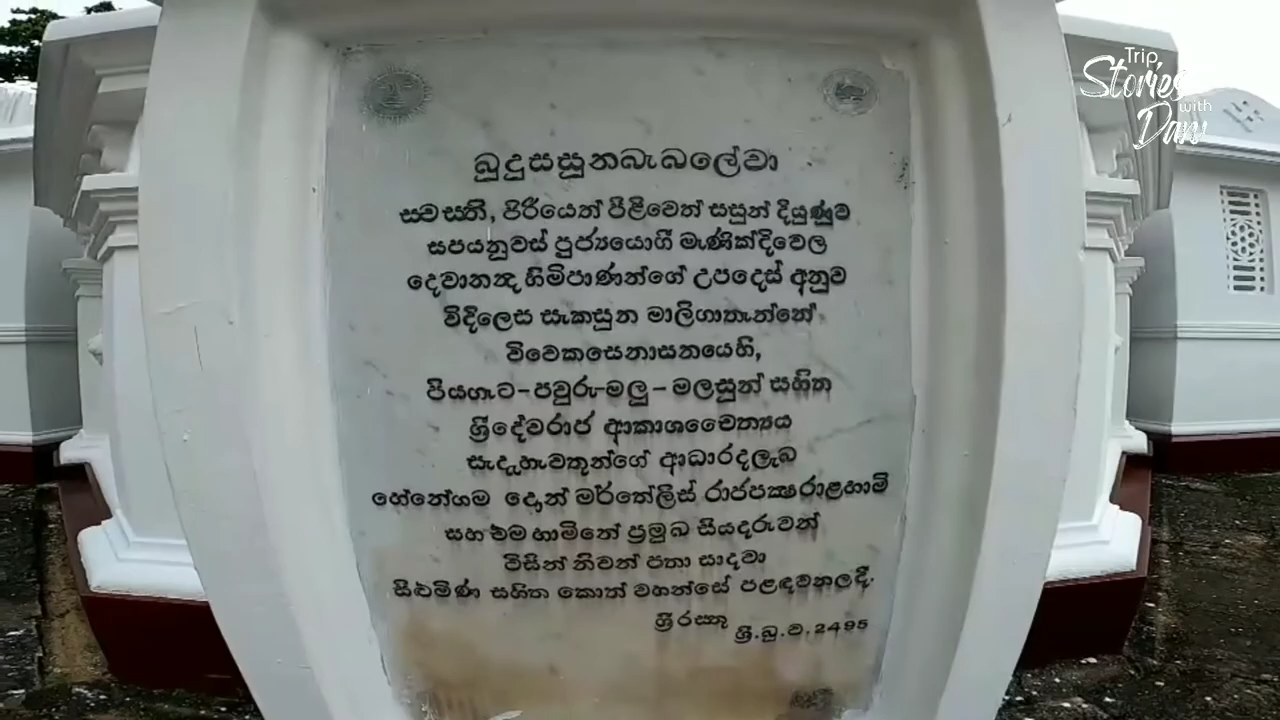 Trip
Stories
with
Dani
බුදුසසුනබැබලේවා
ස්වස්ති, පිරියෙත් පිළිවෙත් සසුන් දියුණුව
සපයනුවස් පුජ්‍යයෝගී මැණික්දිවෙල
දෙවානන්‍ද හිමිපාණන්ගේ උපදෙස් අනුව
විදිලෙස සැකසුන මාලිගාතැන්නේ
විවෙකසෙනාසනයෙහි,
පියගැට-පවුරු-මලු-මලසුන් සහිත
ශ්‍රීදේවරාජ ආකාශචෛත්‍යය
සැදැහැවතුන්ගේ ආධාරදලැබ
හේනේගම දොන් මර්තේලිස් රාජපක්‍ෂරාළහාමි
සහ එම හාමිනේ ප්‍රමුඛ සියදරුවන්
විසින් නිවන් පතා සාදවා
සිළුමිණ සහිත කොත් වහන්සේ පළඳවනලදී.
ශ්‍රීරස්තු
ශ්‍රී.බු.ව.2495